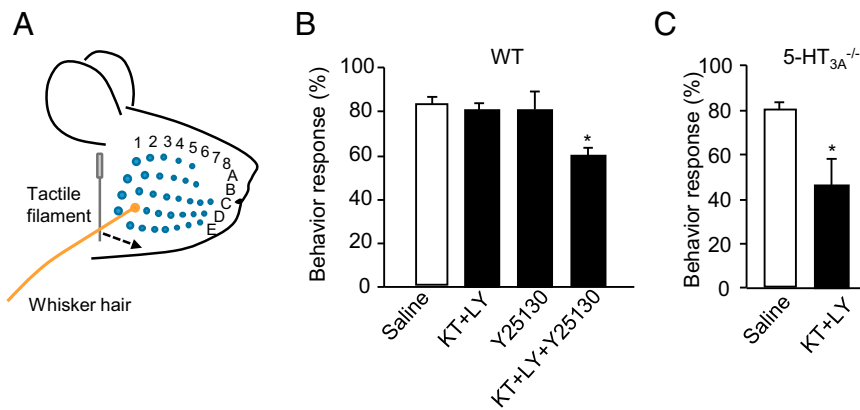 A
1 2 3 4 5 6 7 8
A
B
C
D
E
Tactile
filament
Whisker hair
B
WT
Behavior response (%)
100
80
60
40
20
0
*
Saline
KT+LY
Y25130
KT+LY+Y25130
C
5-HT3A-/-
Behavior response (%)
100
80
60
40
20
0
*
Saline
KT+LY